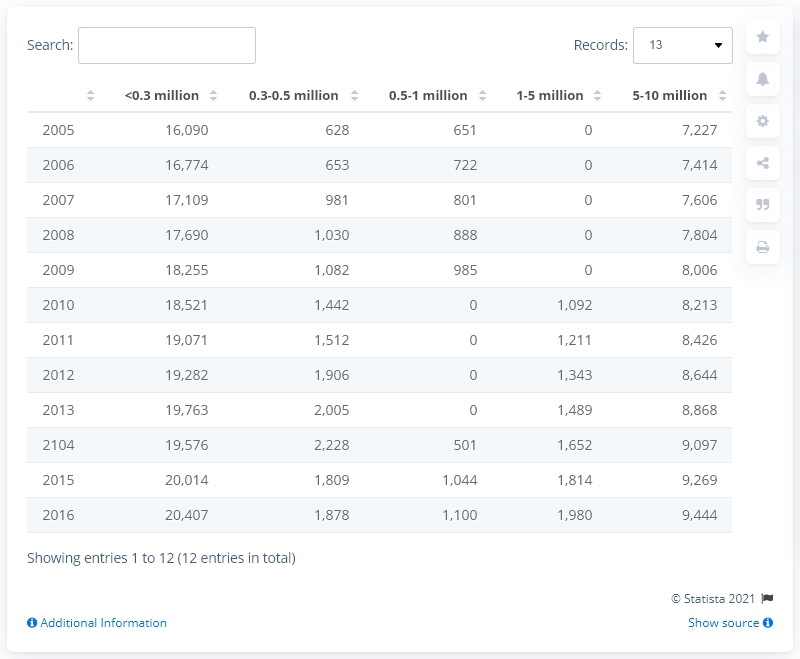 Search:
Records: 13
<0.3 million 0.3-0.5 million 0.5-1 million 1-5 million 5-10 million
2005 16,090 628 651 0 7,227
2006 16,774 653 722 0 7,414
2007 17,109 981 801 0 7,606
2008 17,690 1,030 888 0 7,804
2009 18,255 1,082 985 0 8,006
2010 18,521 1,442 0 1,092 8,213
2011 19,071 1,512 0 1,211 8,426
2012 19,282 1,906 0 1,343 8,644
2013 19,763 2,005 0 1,489 8,868
2104 19,576 2,228 501 1,652 9,097
2015 20,014 1,809 1,044 1,814 9,269
2016 20,407 1,878 1,100 1,980 9,444
Showing entries 1 to 12 (12 entries in total)
© Statista 2021
Additional Information
Show source